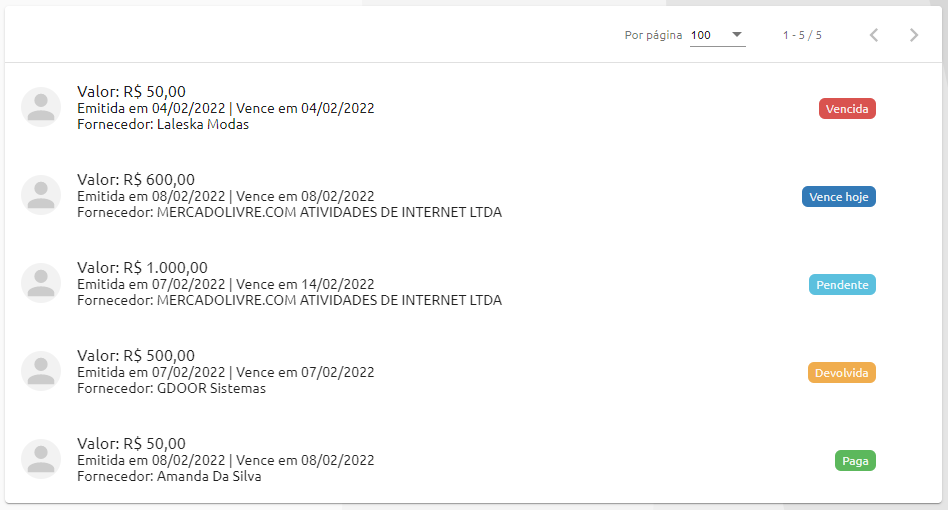 Por página 100 1 - 5 / 5
Valor: R$ 50,00
Emitida em 04/02/2022 | Vence em 04/02/2022
Fornecedor: Laleska Modas
Vencida
Valor: R$ 600,00
Emitida em 08/02/2022 | Vence em 08/02/2022
Fornecedor: MERCADOLIVRE.COM ATIVIDADES DE INTERNET LTDA
Vence hoje
Valor: R$ 1.000,00
Emitida em 07/02/2022 | Vence em 14/02/2022
Fornecedor: MERCADOLIVRE.COM ATIVIDADES DE INTERNET LTDA
Pendente
Valor: R$ 500,00
Emitida em 07/02/2022 | Vence em 07/02/2022
Fornecedor: GDOOR Sistemas
Devolvida
Valor: R$ 50,00
Emitida em 08/02/2022 | Vence em 08/02/2022
Fornecedor: Amanda Da Silva
Paga